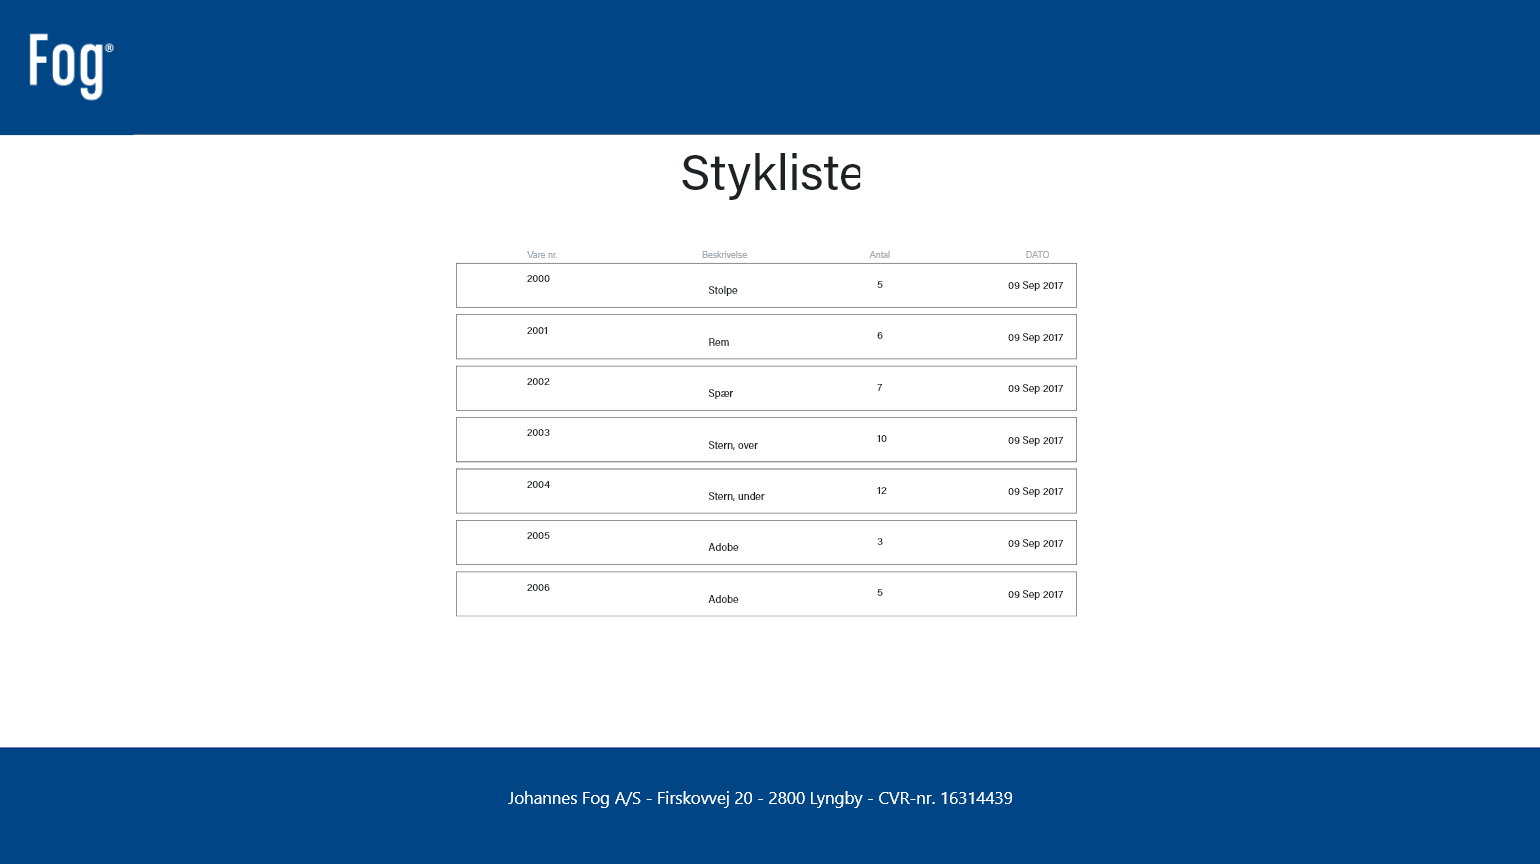 Fog®
Stykliste
Vare nr. Beskrivelse Antal DATO
2000 Stolpe 5 09 Sep 2017
2001 Rem 6 09 Sep 2017
2002 Spær 7 09 Sep 2017
2003 Stern, over 10 09 Sep 2017
2004 Stern, under 12 09 Sep 2017
2005 Adobe 3 09 Sep 2017
2006 Adobe 5 09 Sep 2017
Johannes Fog A/S - Firskovvej 20 - 2800 Lyngby - CVR-nr. 16314439